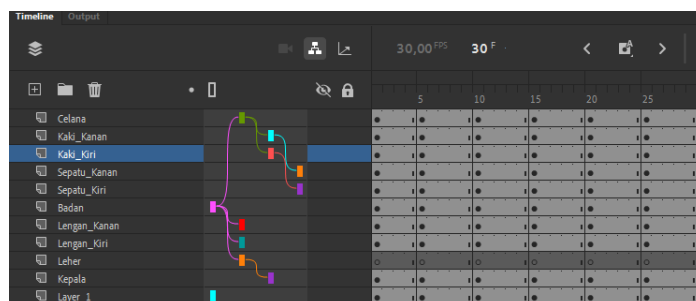 Timeline Output
30,00 FPS 30 F
5 10 15 20 25
Celana
Kaki_Kanan
Kaki_Kiri
Sepatu_Kanan
Sepatu_Kiri
Badan
Lengan_Kanan
Lengan_Kiri
Leher
Kepala
Layer_1